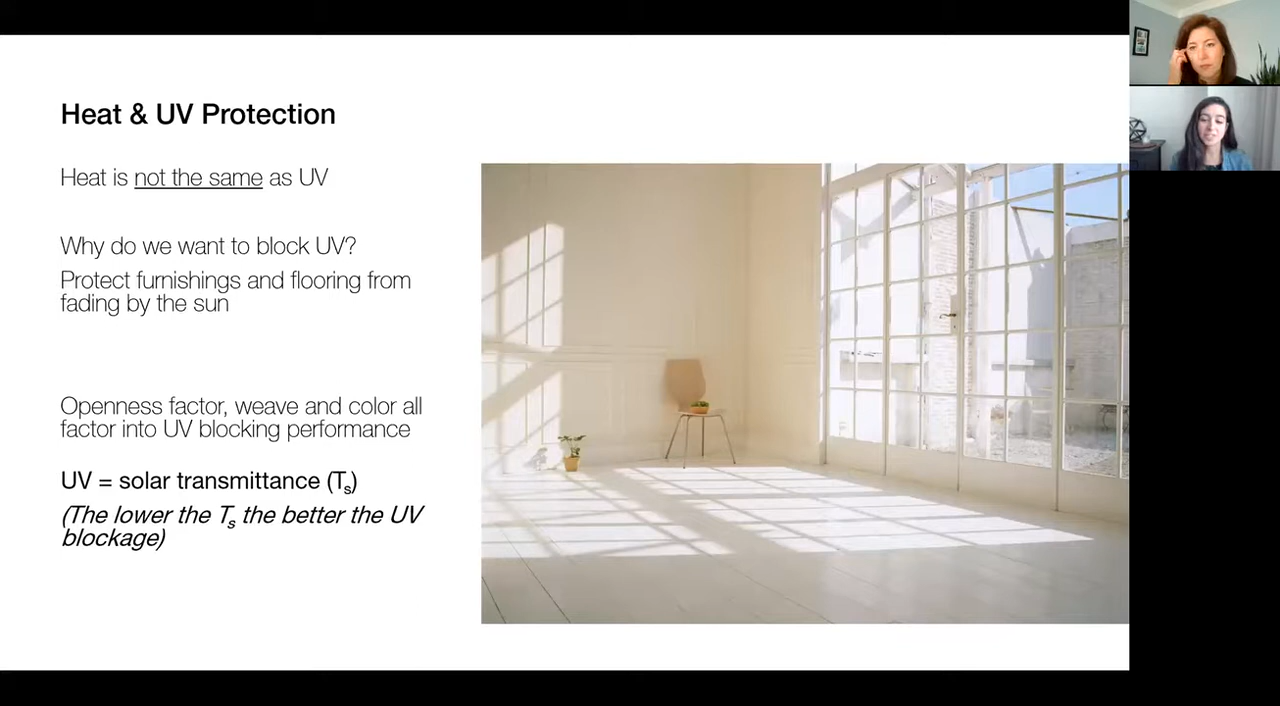 Heat & UV Protection
Heat is not the same as UV
Why do we want to block UV?
Protect furnishings and flooring from
fading by the sun
Openness factor, weave and color all
factor into UV blocking performance
UV = solar transmittance (Ts)
(The lower the Ts the better the UV
blockage)